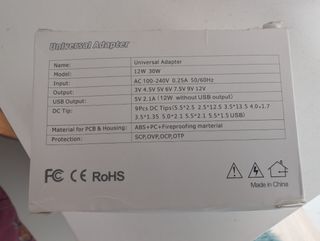 Universal Adapter
Name: Universal Adapter
Model: 12W 30W
Input: AC 100-240V 0.25A 50/60Hz
Output: 3V 4.5V 5V 6V 7.5V 9V 12V
USB Output: 5V 2.1A (12W without USB output)
DC Tip: 9Pcs DC Tips(5.5*2.5 2.5*12.5 3.5*13.5 4.0*1.7
3.5*1.35 5.0*2.1 5.5*2.1 5.5*1.5 USB)
Material for PCB & Housing: ABS+PC+Fireproofing marterial
Protection: SCP,OVP,OCP,OTP
FC CE RoHS
Made in China